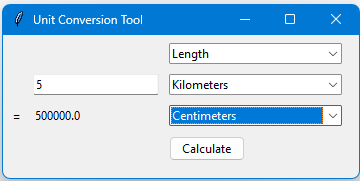 Unit Conversion Tool
Length
5 Kilometers
= 500000.0 Centimeters
Calculate